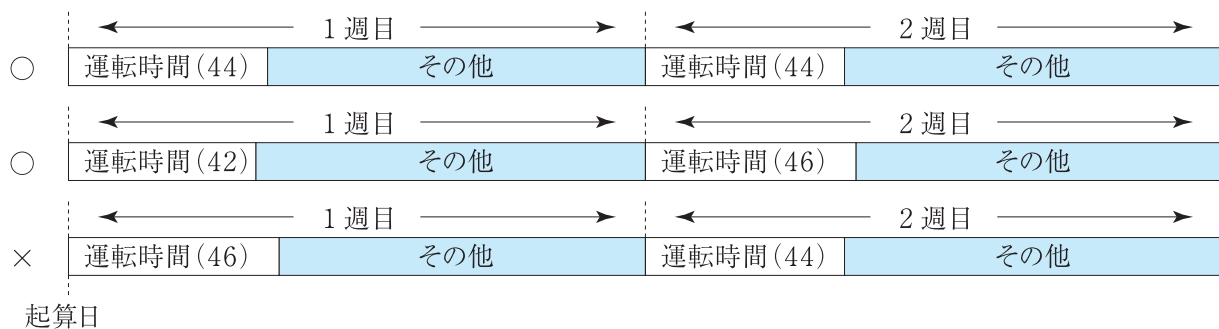 1週目 2週目
○ 運転時間(44) その他 運転時間(44) その他
1週目 2週目
○ 運転時間(42) その他 運転時間(46) その他
1週目 2週目
× 運転時間(46) その他 運転時間(44) その他
起算日